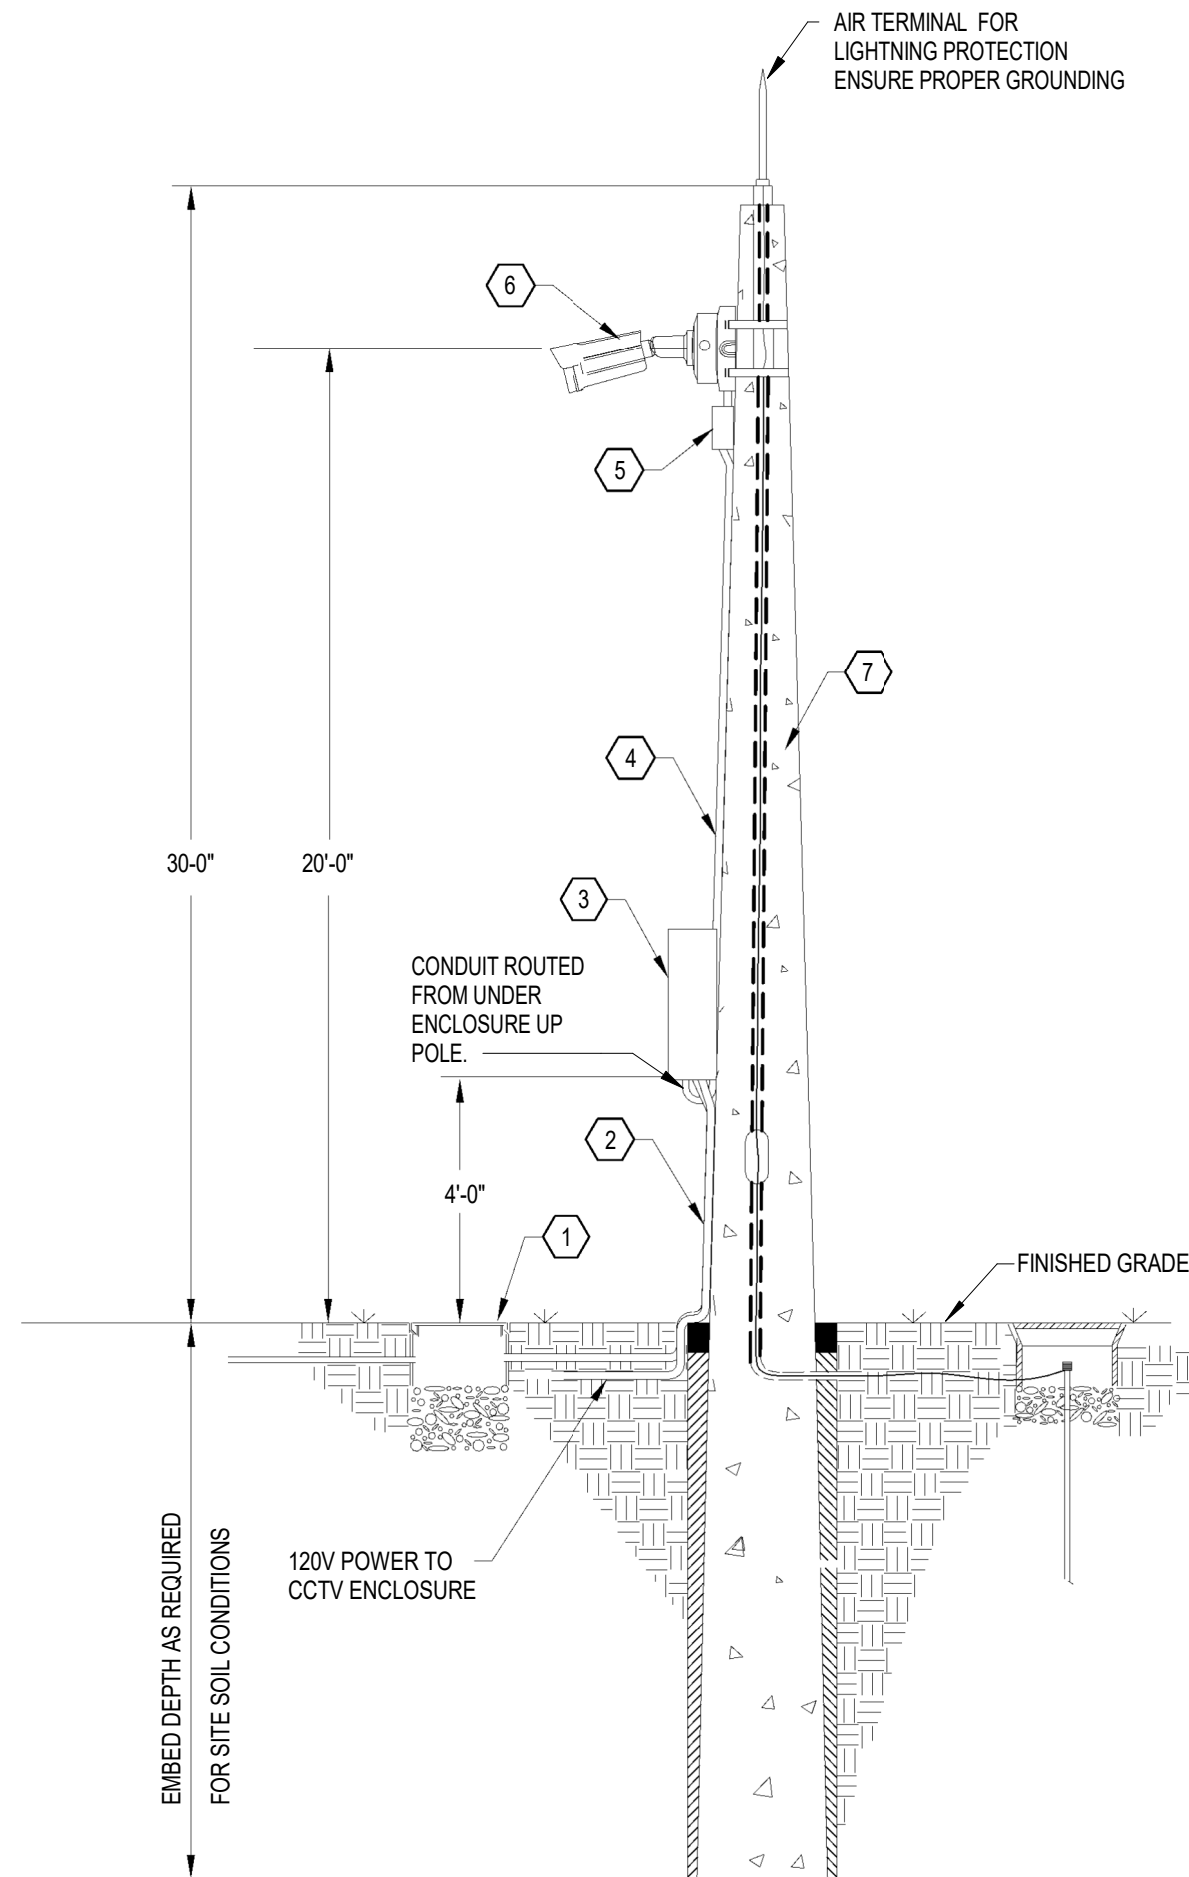 AIR TERMINAL FOR
LIGHTNING PROTECTION
ENSURE PROPER GROUNDING
6
5
7
4
30-0"
20'-0"
3
CONDUIT ROUTED
FROM UNDER
ENCLOSURE UP
POLE.
2
4'-0"
1
FINISHED GRADE
120V POWER TO
CCTV ENCLOSURE
EMBED DEPTH AS REQUIRED
FOR SITE SOIL CONDITIONS